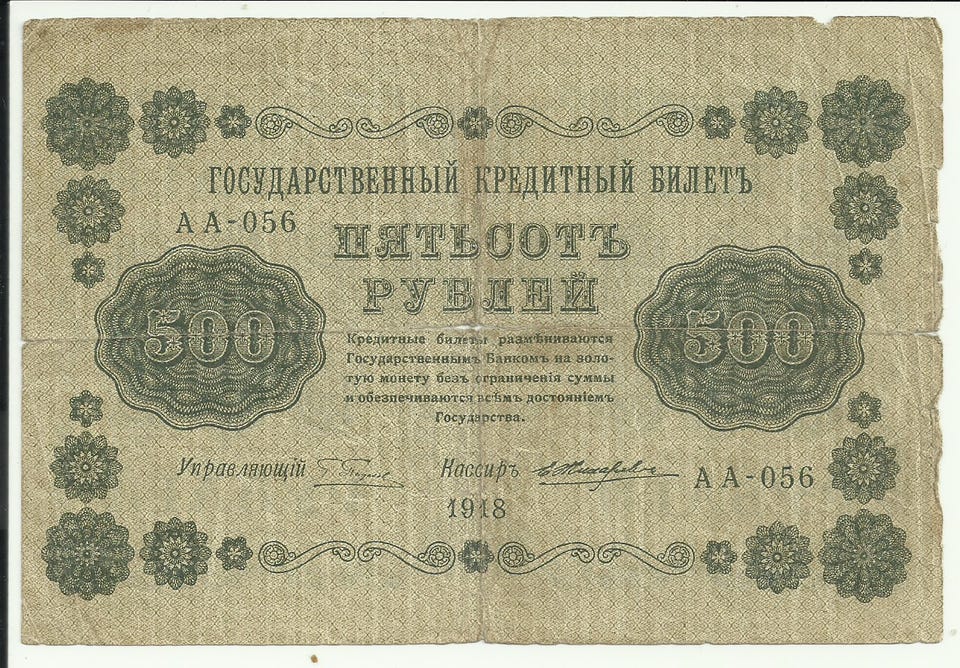 ГОСУДАРСТВЕННЫЙ КРЕДИТНЫЙ БИЛЕТЪ
АА-056
ПЯТЬСОТЪ
РУБЛЕЙ
500
500
Кредитные билеты размѣниваются
Государственнымъ Банкомъ на золо-
тую монету безъ ограниченія суммы
и обезпечиваются всѣмъ достояніемъ
Государства.
Управляющій
Кассиръ
АА-056
1918